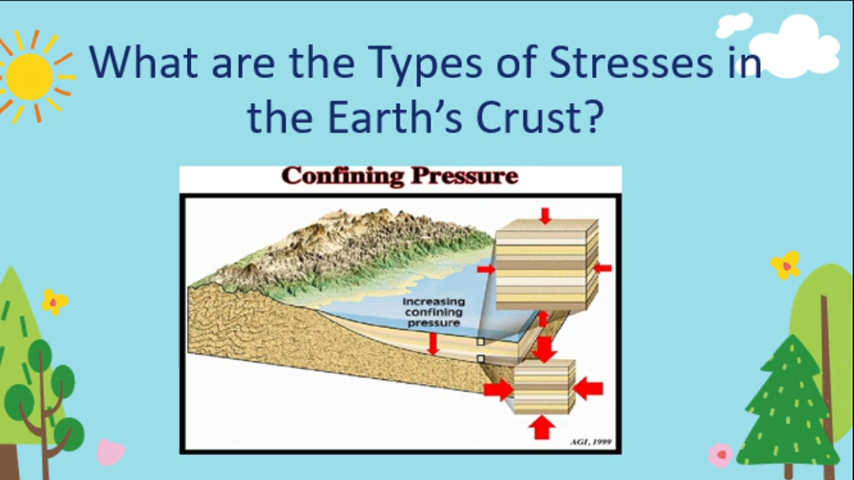 What are the Types of Stresses in
the Earth's Crust?
Confining Pressure
Increasing
confining
pressure
AGI, 1999